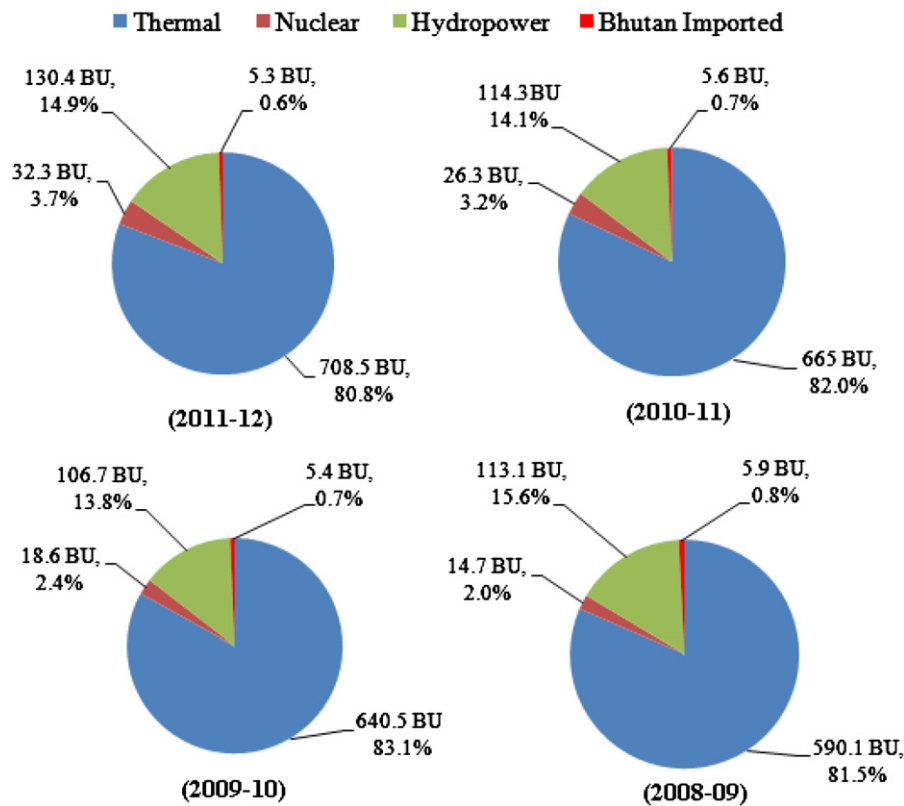 Thermal Nuclear Hydropower Bhutan Imported
130.4 BU,
14.9%
5.3 BU,
0.6%
32.3 BU,
3.7%
708.5 BU,
80.8%
(2011-12)
114.3BU
14.1%
5.6 BU,
0.7%
26.3 BU,
3.2%
665 BU,
82.0%
(2010-11)
106.7 BU,
13.8%
5.4 BU,
0.7%
18.6 BU,
2.4%
640.5 BU
83.1%
(2009-10)
113.1 BU,
15.6%
5.9 BU,
0.8%
14.7 BU,
2.0%
590.1 BU,
81.5%
(2008-09)